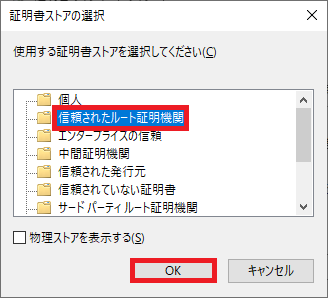 証明書ストアの選択
使用する証明書ストアを選択してください(C)
個人
信頼されたルート証明機関
エンタープライズの信頼
中間証明機関
信頼された発行元
信頼されていない証明書
サード パーティ ルート証明機関
物理ストアを表示する(S)
OK
キャンセル